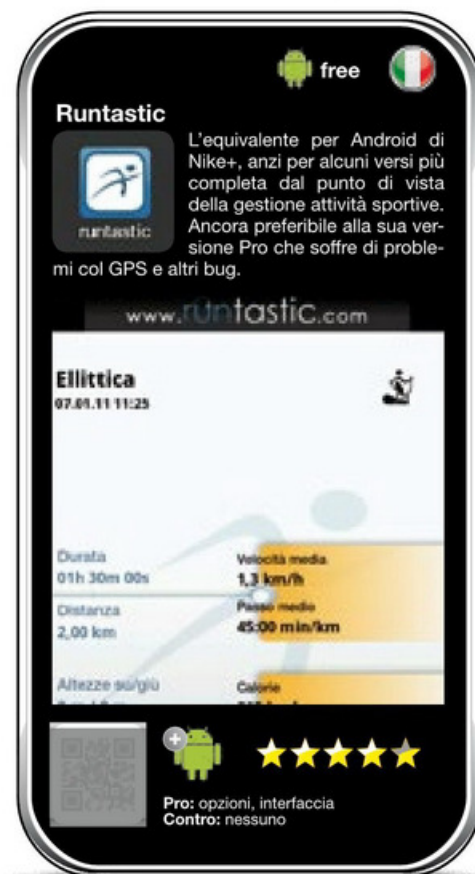 free
Runtastic
L'equivalente per Android di
Nike+, anzi per alcuni versi più
completa dal punto di vista
della gestione attività sportive.
Ancora preferibile alla sua ver-
sione Pro che soffre di proble-
mi col GPS e altri bug.
runtastic
www.runtastic.com
Ellittica
07.01.11 11:25
Durata
01h 30m 00s
Velocità media
1,3 km/h
Distanza
2,00 km
Passo medio
45:00 min/km
Altezze su/giù
Calorie
Pro: opzioni, interfaccia
Contro: nessuno